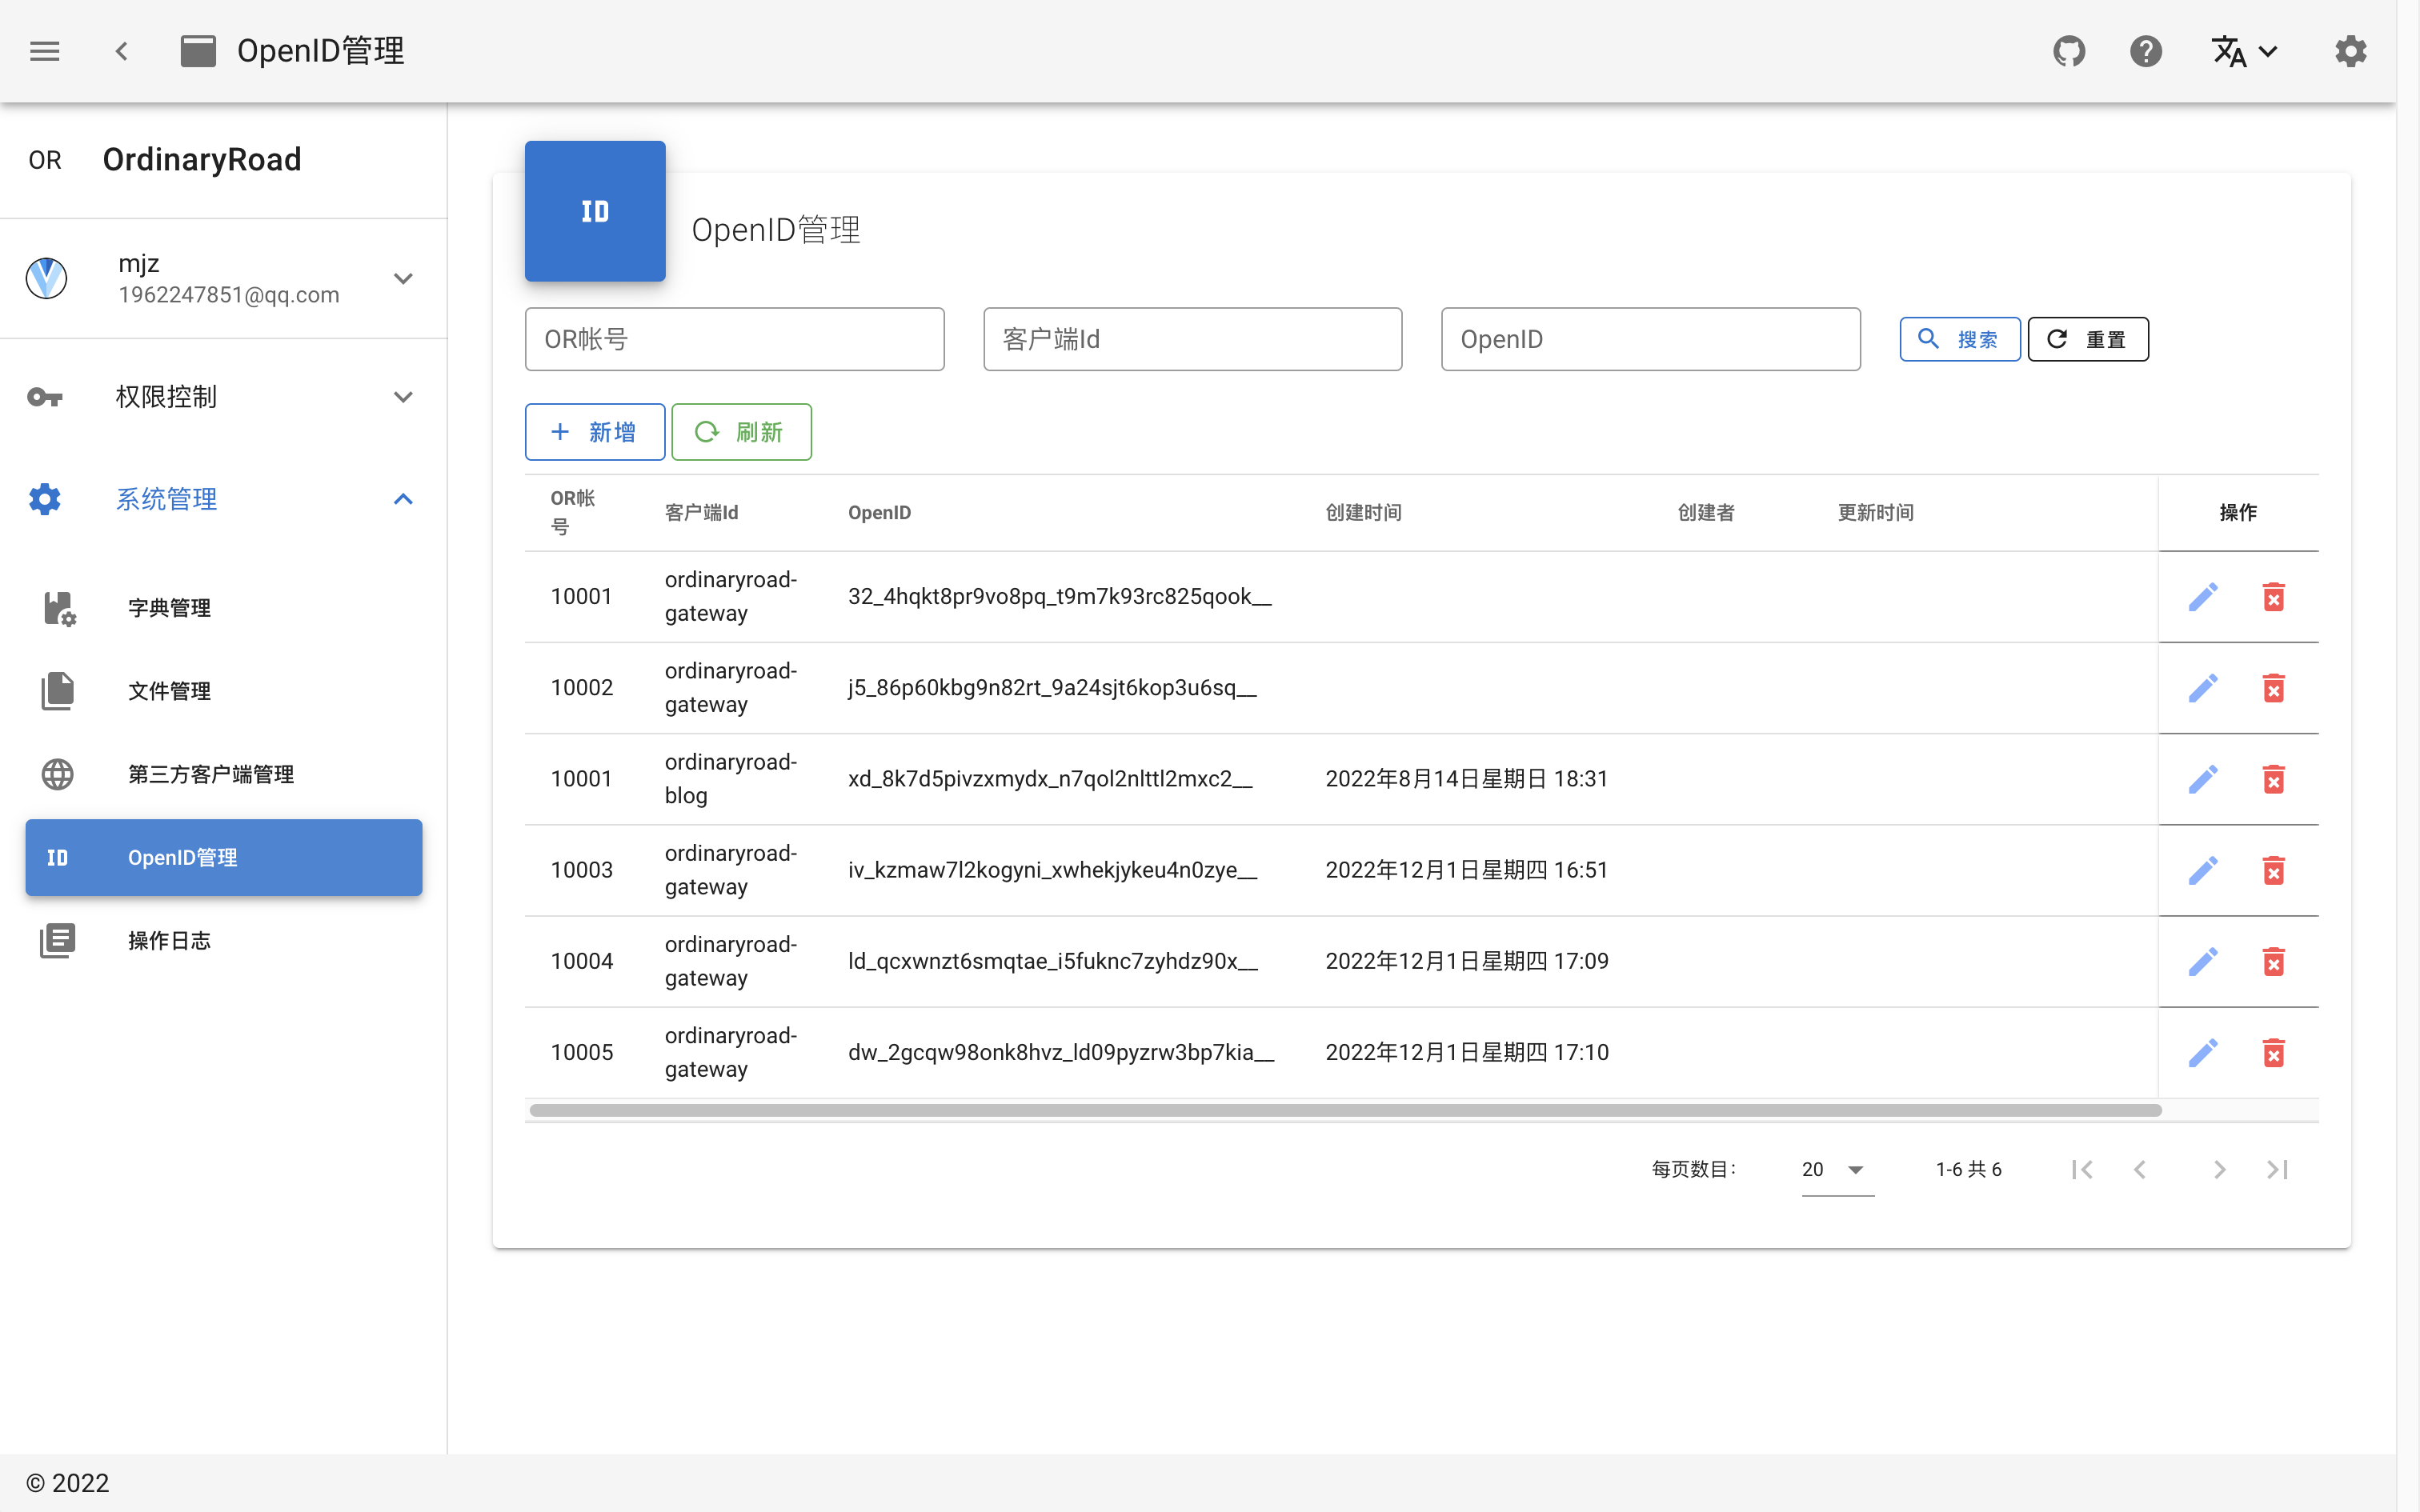 OpenID管理
OR
OrdinaryRoad
mjz
1962247851@qq.com
权限控制
系统管理
字典管理
文件管理
第三方客户端管理
ID
OpenID管理
操作日志
ID
OpenID管理
OR帐号
客户端Id
OpenID
搜索
重置
新增
刷新
OR帐
号
客户端Id
OpenID
创建时间
创建者
更新时间
操作
10001
ordinaryroad-
gateway
32_4hqkt8pr9vo8pq_t9m7k93rc825qook__
10002
ordinaryroad-
gateway
j5_86p60kbg9n82rt_9a24sjt6kop3u6sq__
10001
ordinaryroad-
blog
xd_8k7d5pivzxmydx_n7qol2nlttl2mxc2__
2022年8月14日星期日 18:31
10003
ordinaryroad-
gateway
iv_kzmaw7l2kogyni_xwhekjykeu4n0zye__
2022年12月1日星期四 16:51
10004
ordinaryroad-
gateway
ld_qcxwnzt6smqtae_i5fuknc7zyhdz90x__
2022年12月1日星期四 17:09
10005
ordinaryroad-
gateway
dw_2gcqw98onk8hvz_ld09pyzrw3bp7kia__
2022年12月1日星期四 17:10
每页数目：
20
1-6 共 6
© 2022